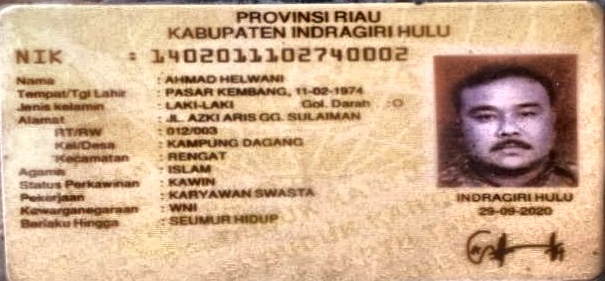 PROVINSI RIAU
KABUPATEN INDRAGIRI HULU
NIK : 1402011102740002
Nama : AHMAD HELWANI
Tempat/Tgl Lahir : PASAR KEMBANG, 11-02-1974
Jenis kelamin : LAKI-LAKI Gol. Darah : O
Alamat : JL. AZKI ARIS GG. SULAIMAN
RT/RW : 012/003
Kel/Desa : KAMPUNG DAGANG
Kecamatan : RENGAT
Agama : ISLAM
Status Perkawinan : KAWIN
Pekerjaan : KARYAWAN SWASTA
Kewarganegaraan : WNI
Berlaku Hingga : SEUMUR HIDUP
INDRAGIRI HULU
29-09-2020